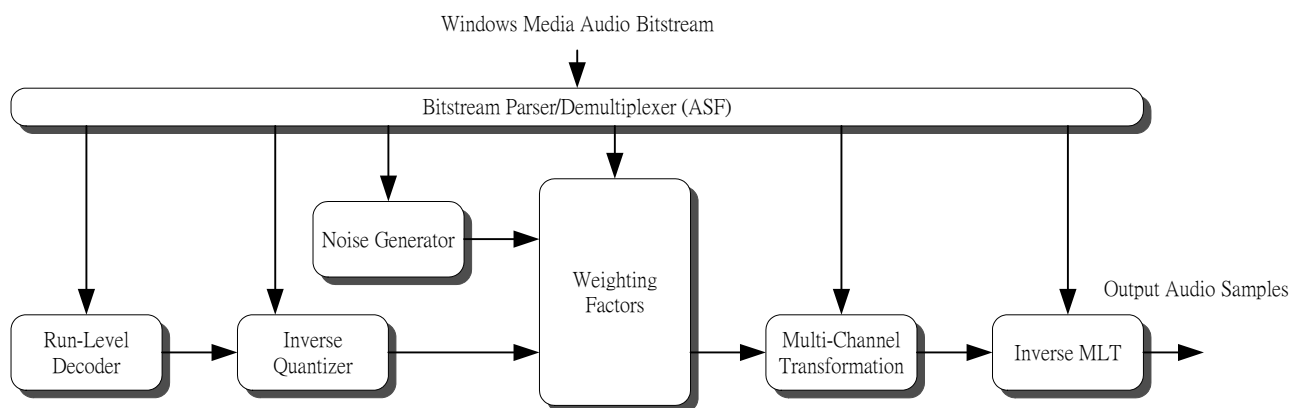 Windows Media Audio Bitstream
Bitstream Parser/Demultiplexer (ASF)
Noise Generator
Weighting
Factors
Output Audio Samples
Run-Level
Decoder
Inverse
Quantizer
Multi-Channel
Transformation
Inverse MLT